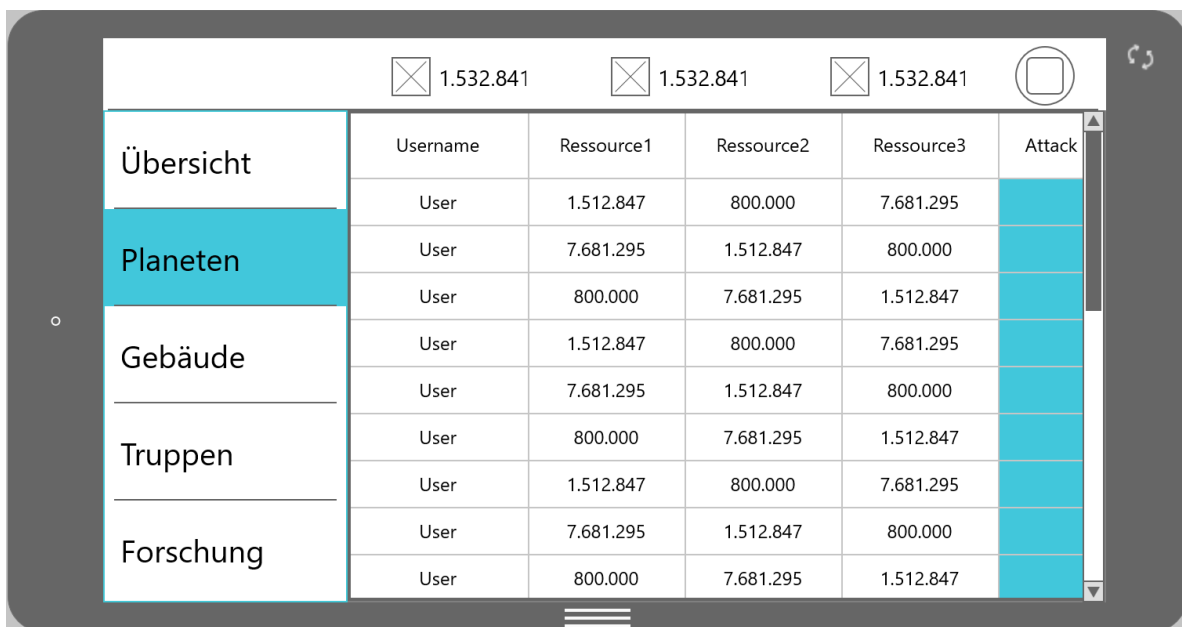 1.532.841 1.532.841 1.532.841
Übersicht
Planeten
Gebäude
Truppen
Forschung
Username Ressource1 Ressource2 Ressource3 Attack
User 1.512.847 800.000 7.681.295
User 7.681.295 1.512.847 800.000
User 800.000 7.681.295 1.512.847
User 1.512.847 800.000 7.681.295
User 7.681.295 1.512.847 800.000
User 800.000 7.681.295 1.512.847
User 1.512.847 800.000 7.681.295
User 7.681.295 1.512.847 800.000
User 800.000 7.681.295 1.512.847